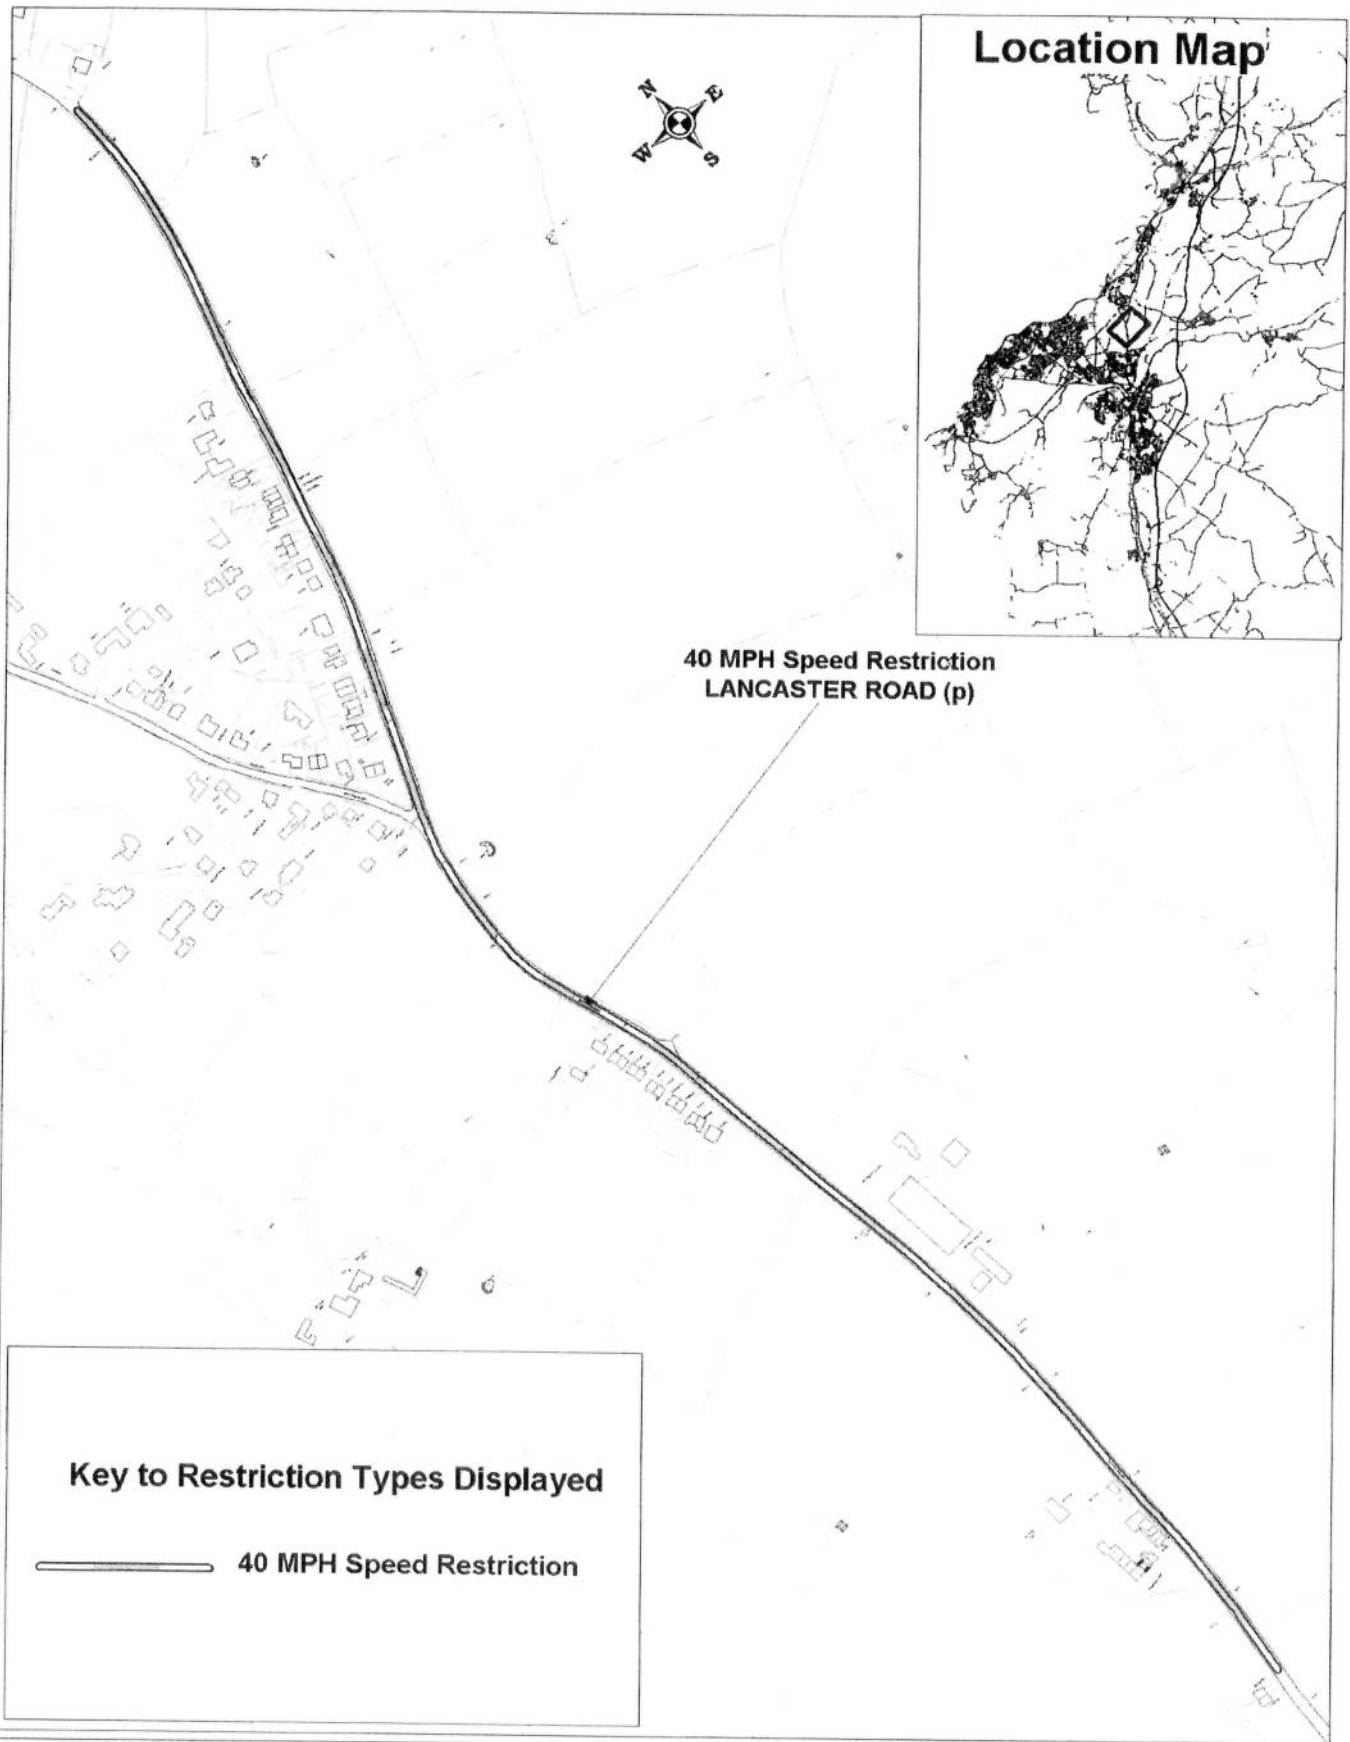 Location Map
N
E
W
S
40 MPH Speed Restriction
LANCASTER ROAD (p)
Key to Restriction Types Displayed
40 MPH Speed Restriction